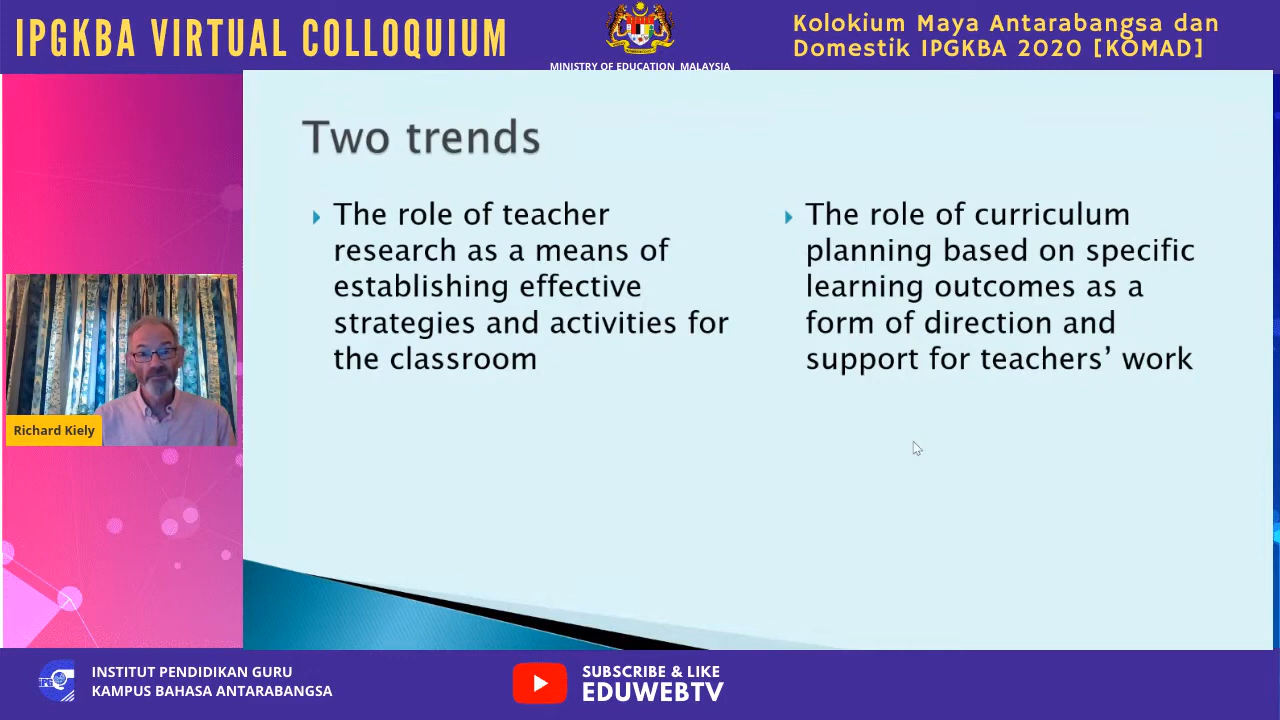 IPGKBA VIRTUAL COLLOQUIUM
MINISTRY OF EDUCATION MALAYSIA
Kolokium Maya Antarabangsa dan
Domestik IPGKBA 2020 [KOMAD]
Two trends
The role of teacher
research as a means of
establishing effective
strategies and activities for
the classroom
The role of curriculum
planning based on specific
learning outcomes as a
form of direction and
support for teachers’ work
Richard Kiely
IPG
INSTITUT PENDIDIKAN GURU
KAMPUS BAHASA ANTARABANGSA
SUBSCRIBE & LIKE
EDUWEBTV